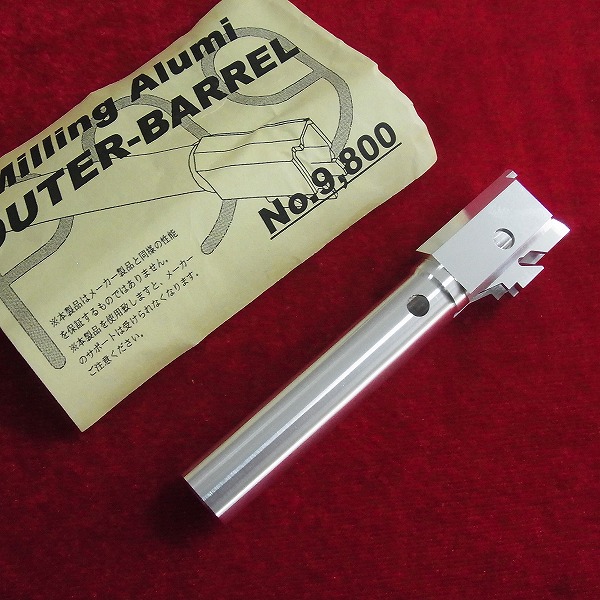 Milling Alumi
OUTER-BARREL
No.9,800
※本製品はメーカー製品と同様の性能
を保証するものではありません。
※本製品を使用致しますと、メーカー
のサポートは受けられなくなります。
ご注意ください。